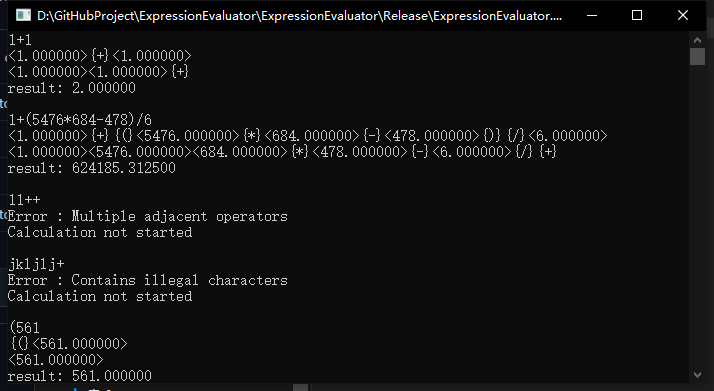 D:\GitHubProject\ExpressionEvaluator\ExpressionEvaluator\Release\ExpressionEvaluator....
1+1
<1.000000>{+}<1.000000>
<1.000000><1.000000>{+}
result: 2.000000
1+(5476*684-478)/6
<1.000000>{+}{(}<5476.000000>{*}<684.000000>{-}<478.000000>{)}{/}<6.000000>
<1.000000><5476.000000><684.000000>{*}<478.000000>{-}<6.000000>{/}{+}
result: 624185.312500
11++
Error : Multiple adjacent operators
Calculation not started
jkljlj+
Error : Contains illegal characters
Calculation not started
(561
{(}<561.000000>
<561.000000>
result: 561.000000